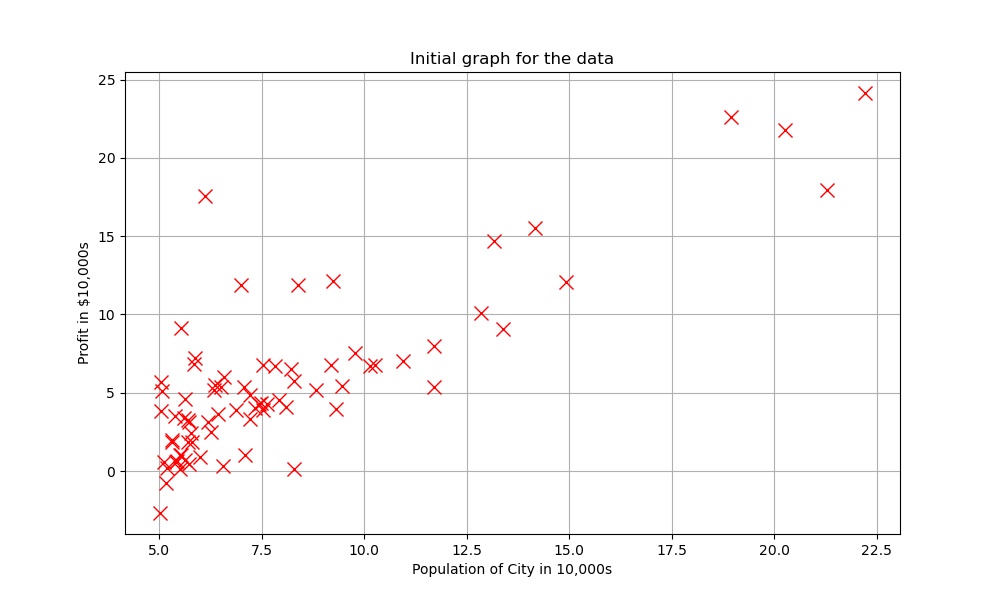 Initial graph for the data
Profit in $10,000s
25
20
15
10
5
0
5.0 7.5 10.0 12.5 15.0 17.5 20.0 22.5
Population of City in 10,000s